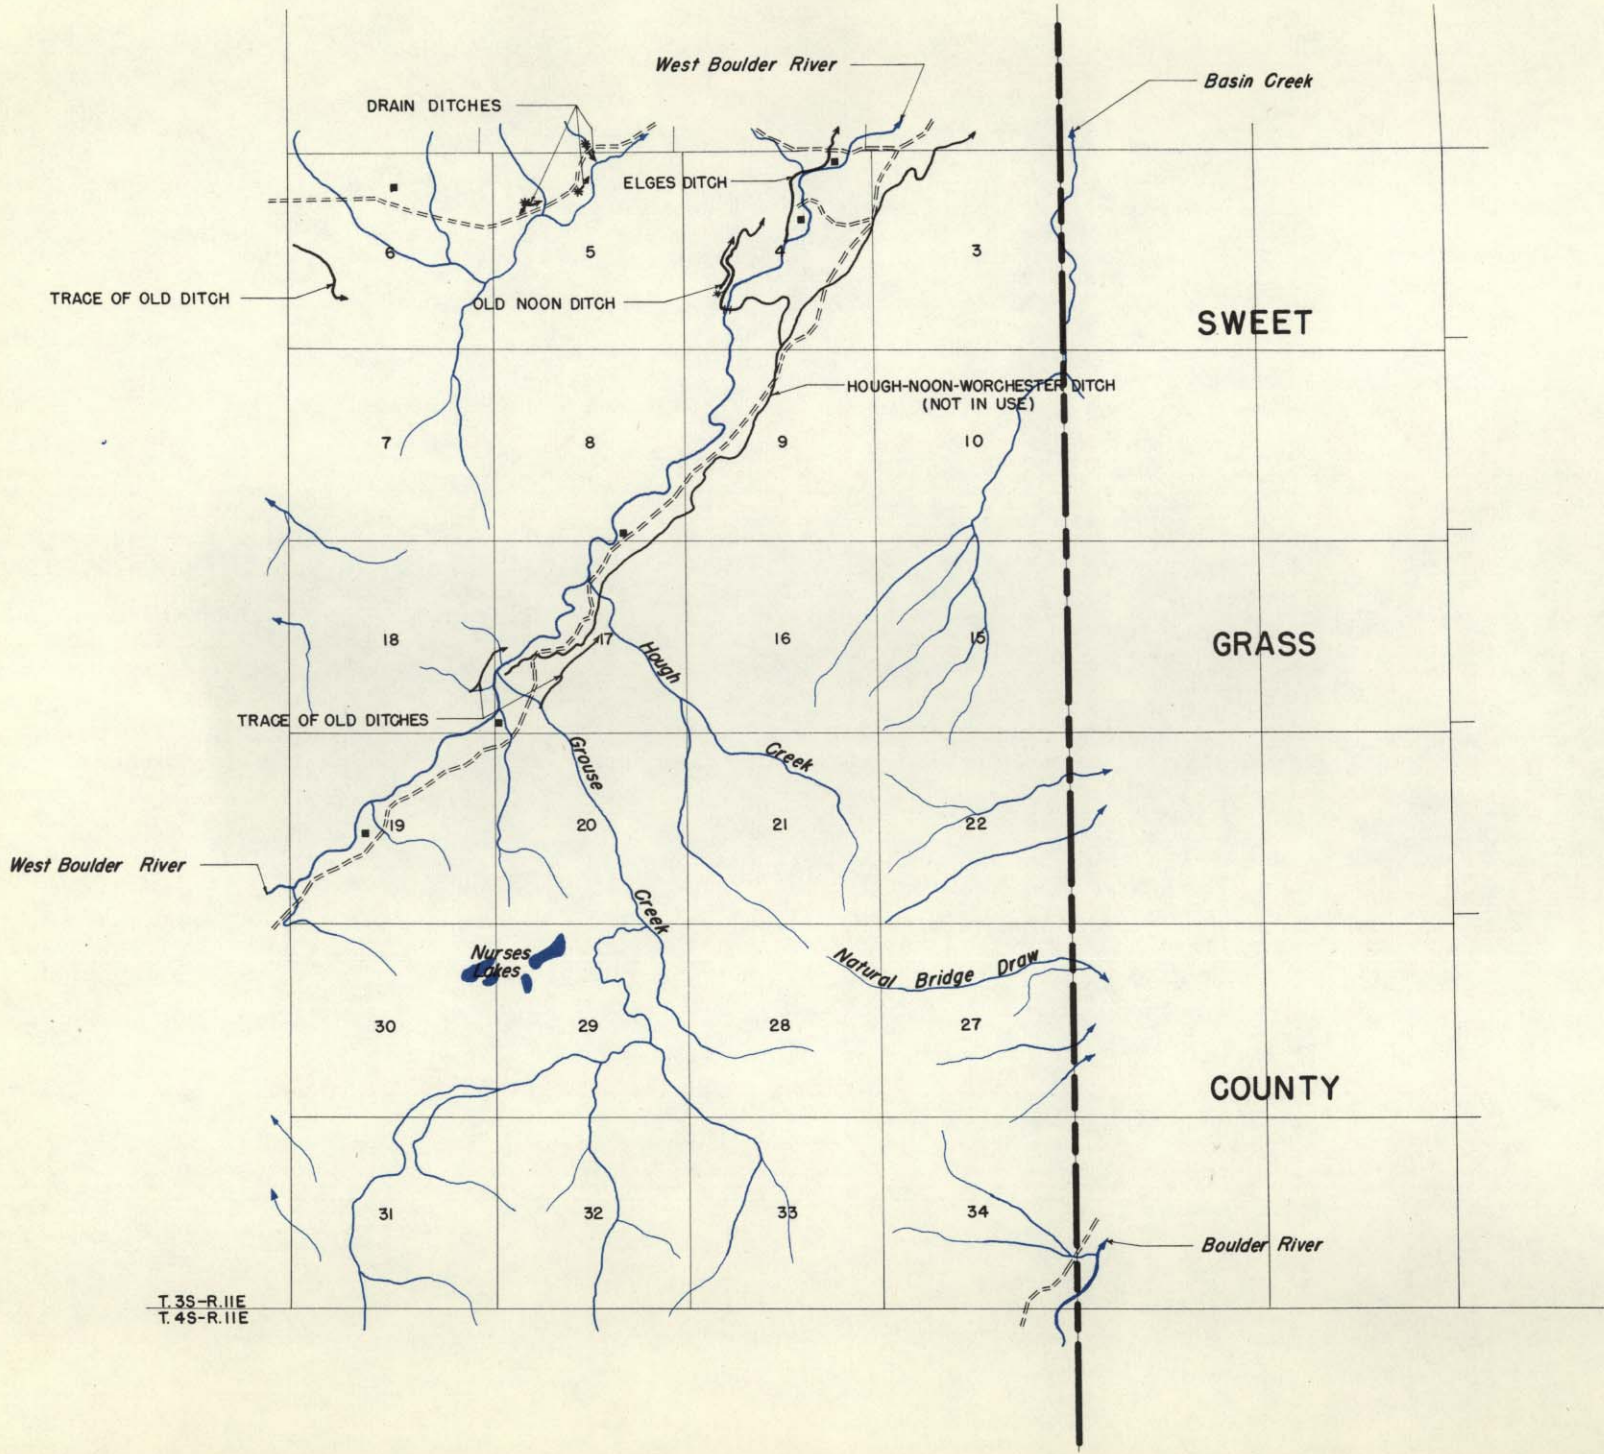 West Boulder River
Basin Creek
DRAIN DITCHES
ELGES DITCH
6
5
4
3
TRACE OF OLD DITCH
OLD NOON DITCH
SWEET
HOUGH-NOON-WORCHESTER DITCH
(NOT IN USE)
7
8
9
10
18
17
16
15
GRASS
Hough
TRACE OF OLD DITCHES
Grouse
Creek
19
20
21
22
West Boulder River
Creek
Nurses
Lakes
Natural Bridge Draw
30
29
28
27
COUNTY
31
32
33
34
Boulder River
T. 3S-R. 11E
T. 4S-R. 11E